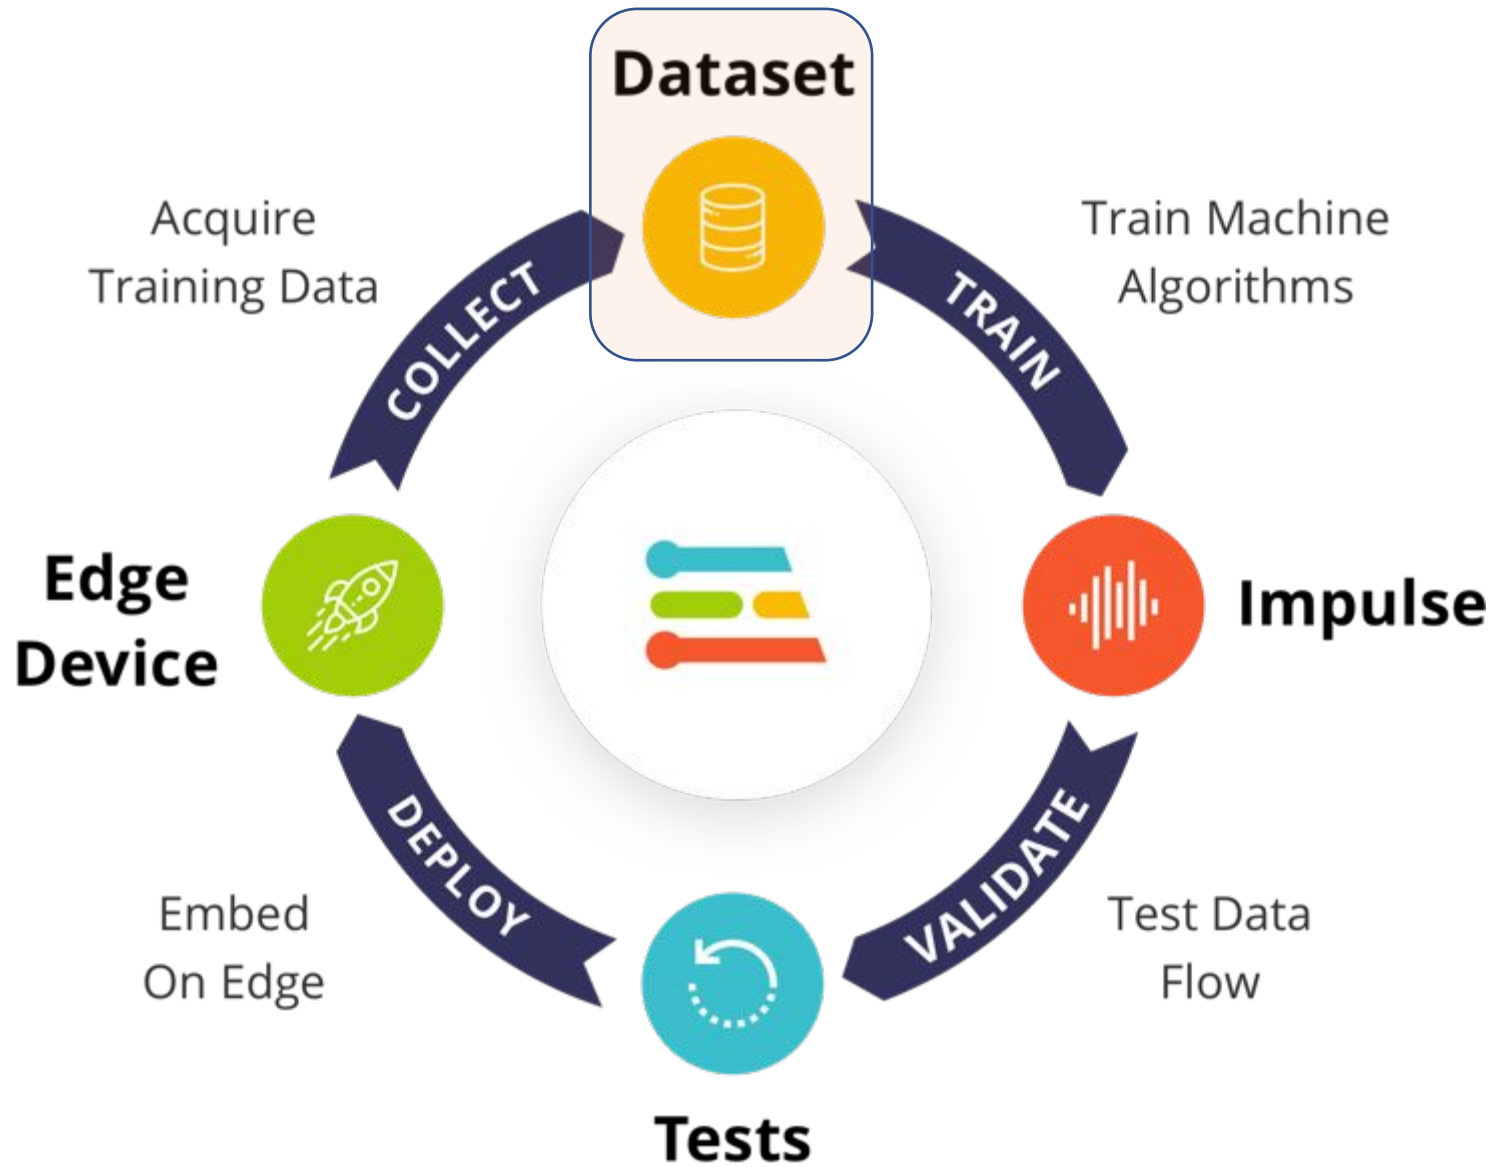 Dataset
Acquire
Training Data
COLLECT
TRAIN
Train Machine
Algorithms
Edge
Device
Impulse
DEPLOY
VALIDATE
Embed
On Edge
Test Data
Flow
Tests